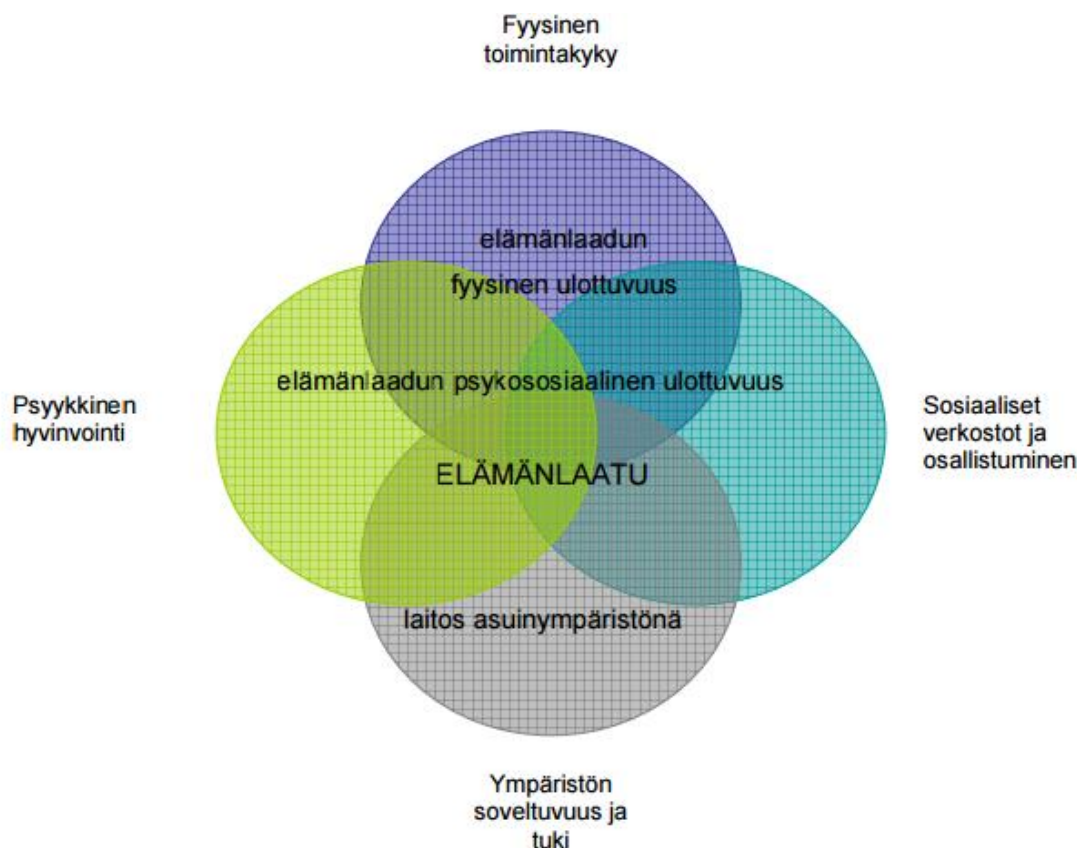 Fyysinen
toimintakyky
elämänlaadun
fyysinen ulottuvuus
elämänlaadun psykososiaalinen ulottuvuus
Psyykkinen
hyvinvointi
Sosiaaliset
verkostot ja
osallistuminen
ELÄMÄNLAATU
laitos asuinympäristönä
Ympäristön
soveltuvuus ja
tuki